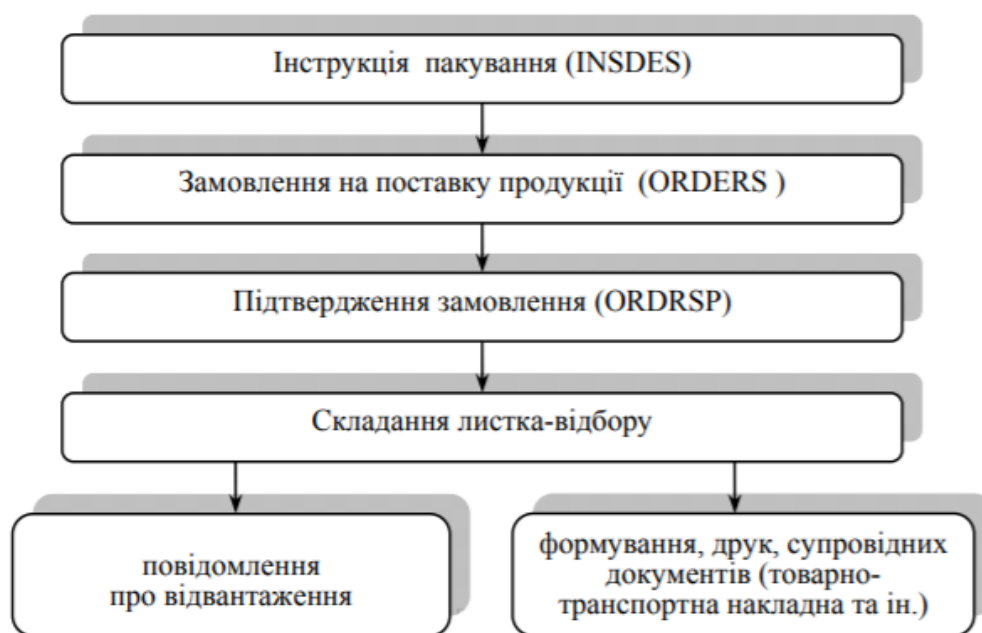 Інструкція пакування (INSDES)
Замовлення на поставку продукції (ORDERS )
Підтвердження замовлення (ORDRSP)
Складання листка-відбору
повідомлення
про відвантаження
формування, друк, супровідних
документів (товарно-
транспортна накладна та ін.)